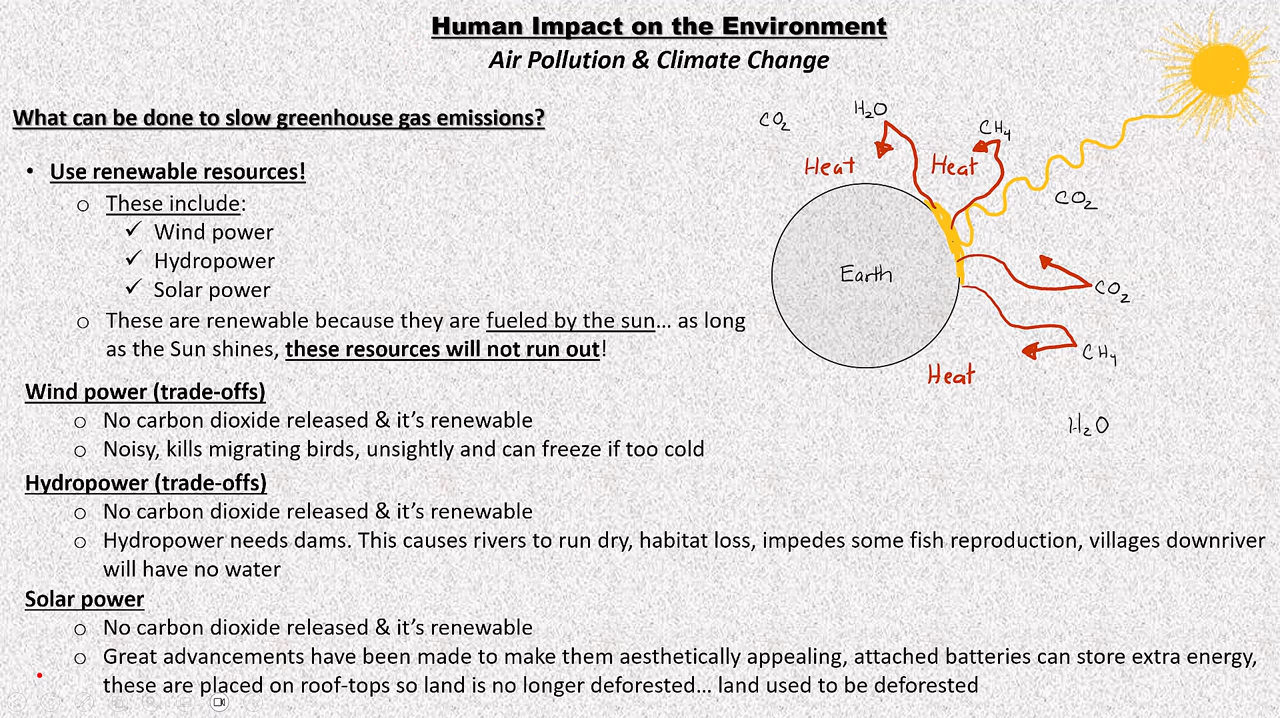 Human Impact on the Environment
Air Pollution & Climate Change
What can be done to slow greenhouse gas emissions?
• Use renewable resources!
o These include:
✓ Wind power
✓ Hydropower
✓ Solar power
o These are renewable because they are fueled by the sun… as long
as the Sun shines, these resources will not run out!
Wind power (trade-offs)
o No carbon dioxide released & it’s renewable
o Noisy, kills migrating birds, unsightly and can freeze if too cold
Hydropower (trade-offs)
o No carbon dioxide released & it’s renewable
o Hydropower needs dams. This causes rivers to run dry, habitat loss, impedes some fish reproduction, villages downriver
will have no water
Solar power
o No carbon dioxide released & it’s renewable
o Great advancements have been made to make them aesthetically appealing, attached batteries can store extra energy,
these are placed on roof-tops so land is no longer deforested… land used to be deforested
CO₂
H₂O
CH₄
Heat
Heat
CO₂
Earth
CO₂
CH₄
Heat
H₂O